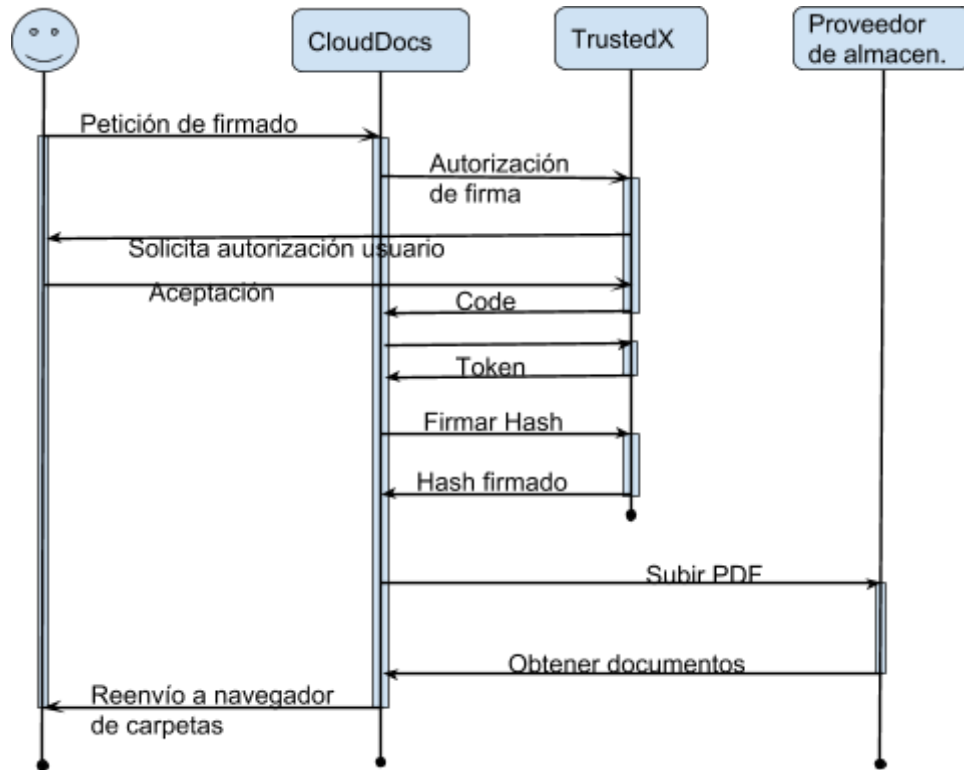 CloudDocs
TrustedX
Proveedor
de almacen.
Petición de firmado
Autorización
de firma
Solicita autorización usuario
Aceptación
Code
Token
Firmar Hash
Hash firmado
Subir PDF
Obtener documentos
Reenvío a navegador
de carpetas